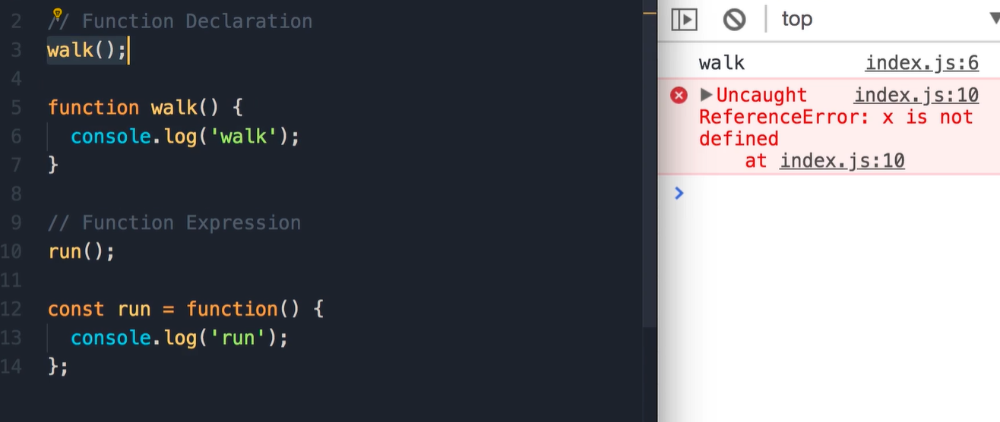 2 // Function Declaration
3 walk();
4
5 function walk() {
6 console.log('walk');
7 }
8
9 // Function Expression
10 run();
11
12 const run = function() {
13 console.log('run');
14 };
top
walk index.js:6
Uncaught index.js:10
ReferenceError: x is not
defined
at index.js:10